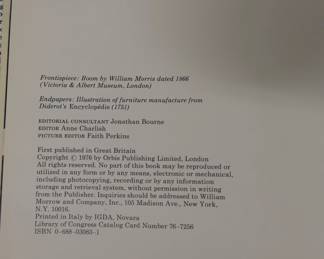 Frontispiece: Room by William Morris dated 1866
(Victoria & Albert Museum, London)
Endpapers: Illustration of furniture manufacture from
Diderot's Encyclopédie (1751)
EDITORIAL CONSULTANT Jonathan Bourne
EDITOR Anne Charlish
PICTURE EDITOR Faith Perkins
First published in Great Britain
Copyright © 1976 by Orbis Publishing Limited, London
All rights reserved. No part of this book may be reproduced or
utilized in any form or by any means, electronic or mechanical,
including photocopying, recording or by any information
storage and retrieval system, without permission in writing
from the Publisher. Inquiries should be addressed to William
Morrow and Company, Inc., 105 Madison Ave., New York,
N.Y. 10016.
Printed in Italy by IGDA, Novara
Library of Congress Catalog Card Number 76-7256
ISBN 0-688-03083-1